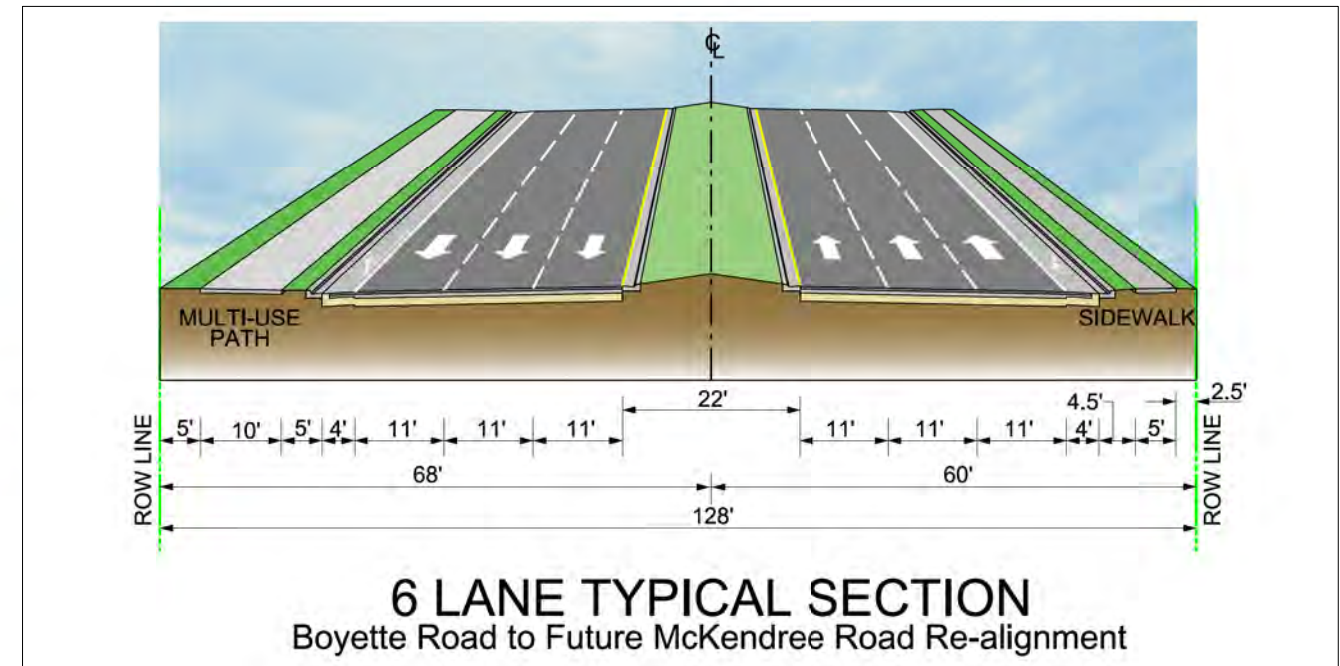 ℄
MULTI-USE
PATH
SIDEWALK
ROW LINE
5' 10' 5' 4' 11' 11' 11' 22' 11' 11' 11' 4' 4.5' 5' 2.5'
ROW LINE
68' 60'
128'
6 LANE TYPICAL SECTION
Boyette Road to Future McKendree Road Re-alignment